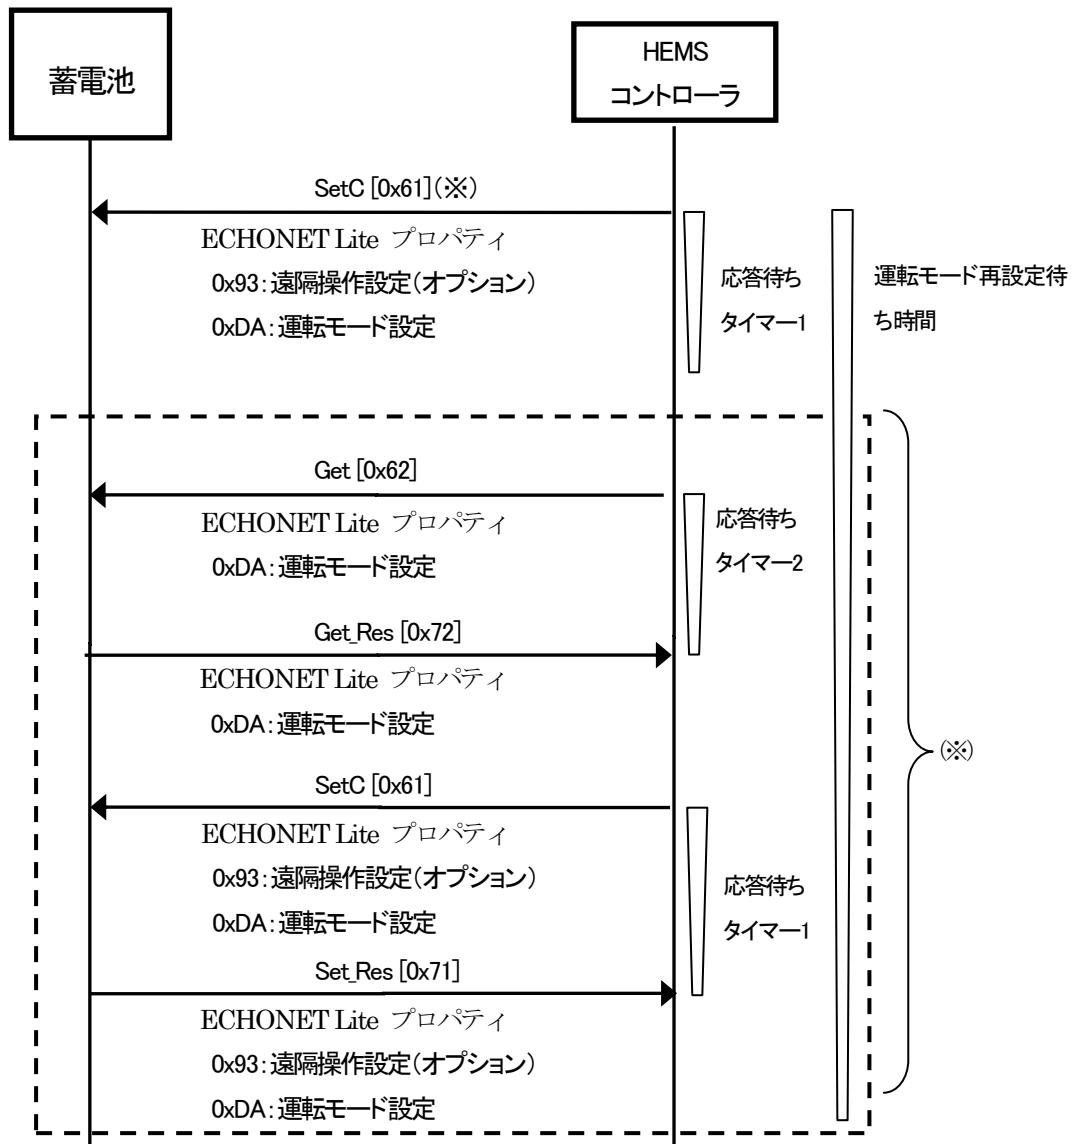 蓄電池
HEMS
コントローラ
SetC [0x61](※)
ECHONET Lite プロパティ
0x93:遠隔操作設定(オプション)
0xDA:運転モード設定
応答待ち
タイマー1
運転モード再設定待
ち時間
Get [0x62]
ECHONET Lite プロパティ
0xDA:運転モード設定
応答待ち
タイマー2
Get_Res [0x72]
ECHONET Lite プロパティ
0xDA:運転モード設定
(※)
SetC [0x61]
ECHONET Lite プロパティ
0x93:遠隔操作設定(オプション)
0xDA:運転モード設定
応答待ち
タイマー1
Set_Res [0x71]
ECHONET Lite プロパティ
0x93:遠隔操作設定(オプション)
0xDA:運転モード設定